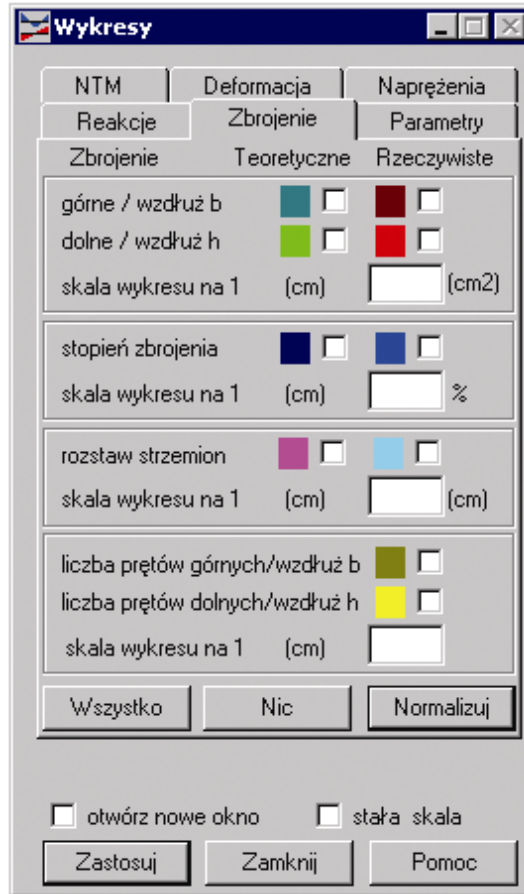 Wykresy
NTM Deformacja Naprężenia
Reakcje Zbrojenie Parametry
Zbrojenie Teoretyczne Rzeczywiste
górne / wzdłuż b
dolne / wzdłuż h
skala wykresu na 1 (cm) (cm2)
stopień zbrojenia
skala wykresu na 1 (cm) %
rozstaw strzemion
skala wykresu na 1 (cm) (cm)
liczba prętów górnych/wzdłuż b
liczba prętów dolnych/wzdłuż h
skala wykresu na 1 (cm)
Wszystko Nic Normalizuj
otwórz nowe okno stała skala
Zastosuj Zamknij Pomoc